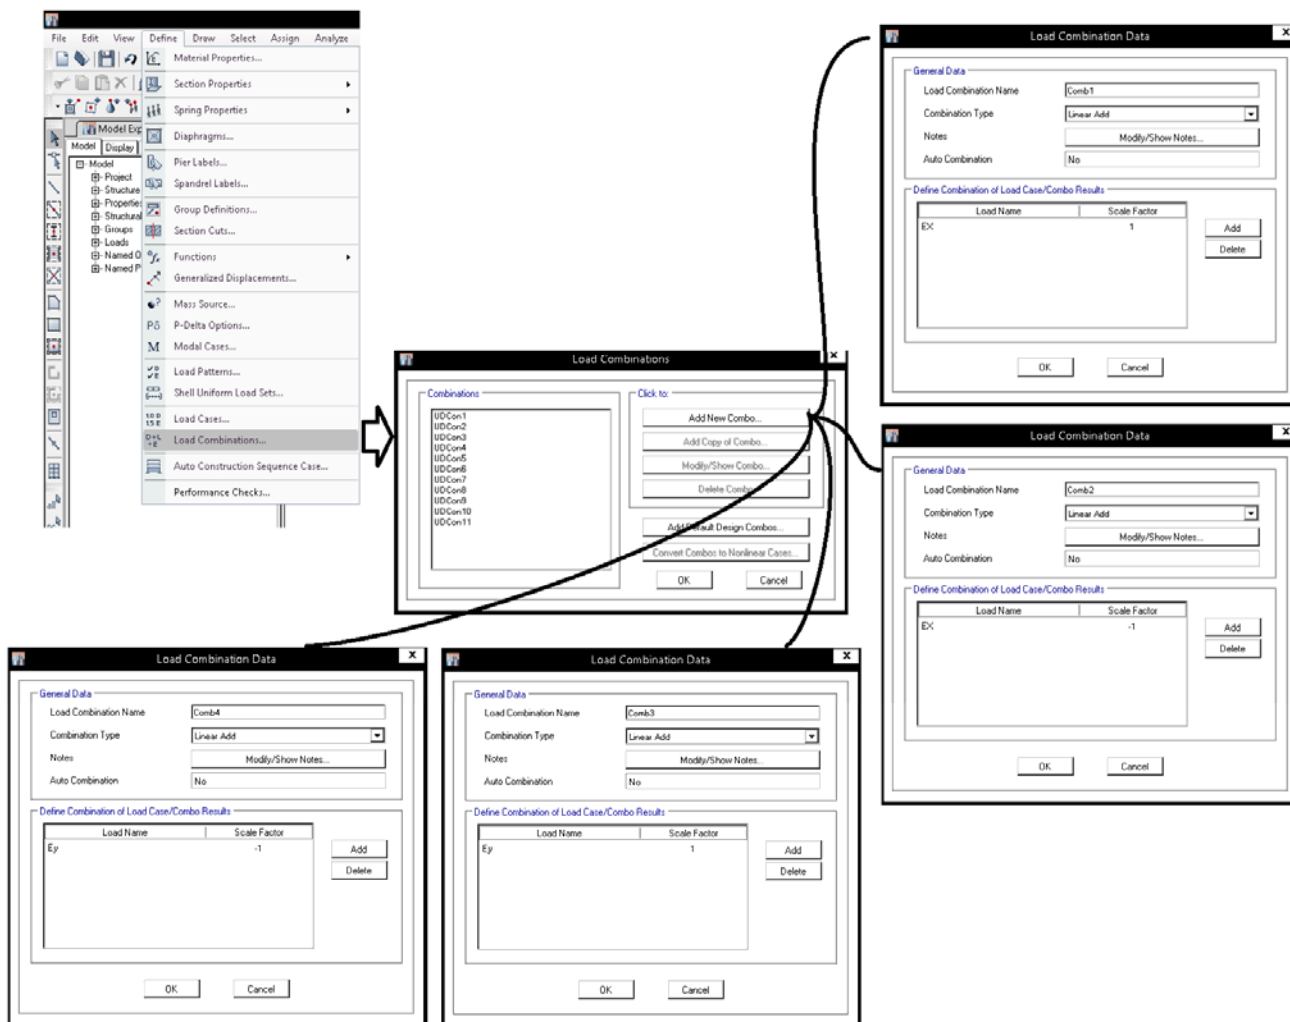 File Edit View Define Draw Select Assign Analyze
Material Properties...
Section Properties
Spring Properties
Diaphragms...
Pier Labels...
Spandrel Labels...
Group Definitions...
Section Cuts...
Functions
Generalized Displacements...
Mass Source...
Pδ P-Delta Options...
M Modal Cases...
Load Patterns...
Shell Uniform Load Sets...
Load Cases...
Load Combinations...
Auto Construction Sequence Case...
Performance Checks...
Model Exp
Model Display
Model
Project
Structure
Properties
Structural
Groups
Loads
Named O
Named P
Load Combinations
Combinations
UDCon1
UDCon2
UDCon3
UDCon4
UDCon5
UDCon6
UDCon7
UDCon8
UDCon9
UDCon10
UDCon11
Click to:
Add New Combo...
Add Copy of Combo...
Modify/Show Combo...
Delete Combo
Add Default Design Combos...
Convert Combos to Nonlinear Cases...
OK Cancel
Load Combination Data
General Data
Load Combination Name Comb1
Combination Type Linear Add
Notes Modify/Show Notes...
Auto Combination No
Define Combination of Load Case/Combo Results
Load Name Scale Factor
EX 1
Add
Delete
OK Cancel
Load Combination Data
General Data
Load Combination Name Comb2
Combination Type Linear Add
Notes Modify/Show Notes...
Auto Combination No
Define Combination of Load Case/Combo Results
Load Name Scale Factor
EX -1
Add
Delete
OK Cancel
Load Combination Data
General Data
Load Combination Name Comb4
Combination Type Linear Add
Notes Modify/Show Notes...
Auto Combination No
Define Combination of Load Case/Combo Results
Load Name Scale Factor
Ey -1
Add
Delete
OK Cancel
Load Combination Data
General Data
Load Combination Name Comb3
Combination Type Linear Add
Notes Modify/Show Notes...
Auto Combination No
Define Combination of Load Case/Combo Results
Load Name Scale Factor
Ey 1
Add
Delete
OK Cancel